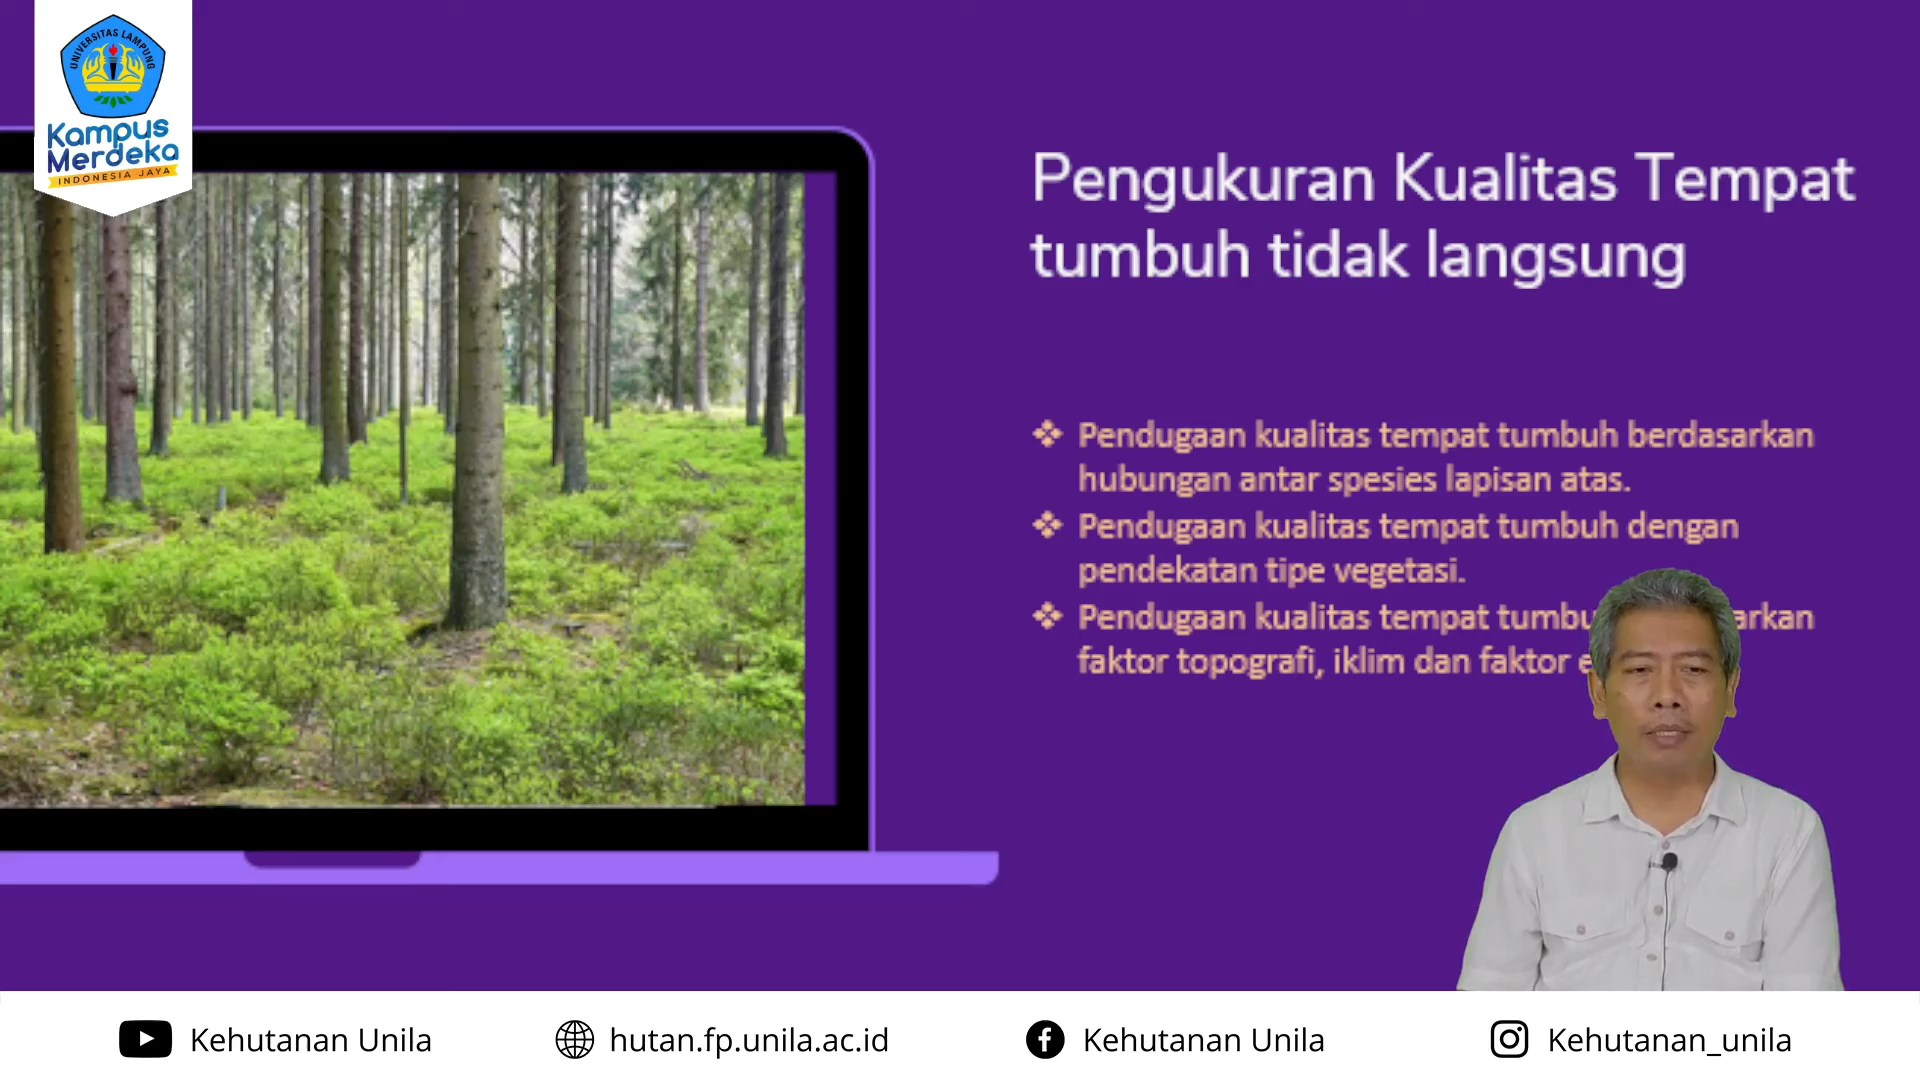 UNIVERSITAS LAMPUNG
Kampus
Merdeka
INDONESIA JAYA
Pengukuran Kualitas Tempat
tumbuh tidak langsung
❖ Pendugaan kualitas tempat tumbuh berdasarkan
hubungan antar spesies lapisan atas.
❖ Pendugaan kualitas tempat tumbuh dengan
pendekatan tipe vegetasi.
❖ Pendugaan kualitas tempat
faktor topografi, iklim dan faktor
Kehutanan Unila
hutan.fp.unila.ac.id
Kehutanan Unila
Kehutanan_unila